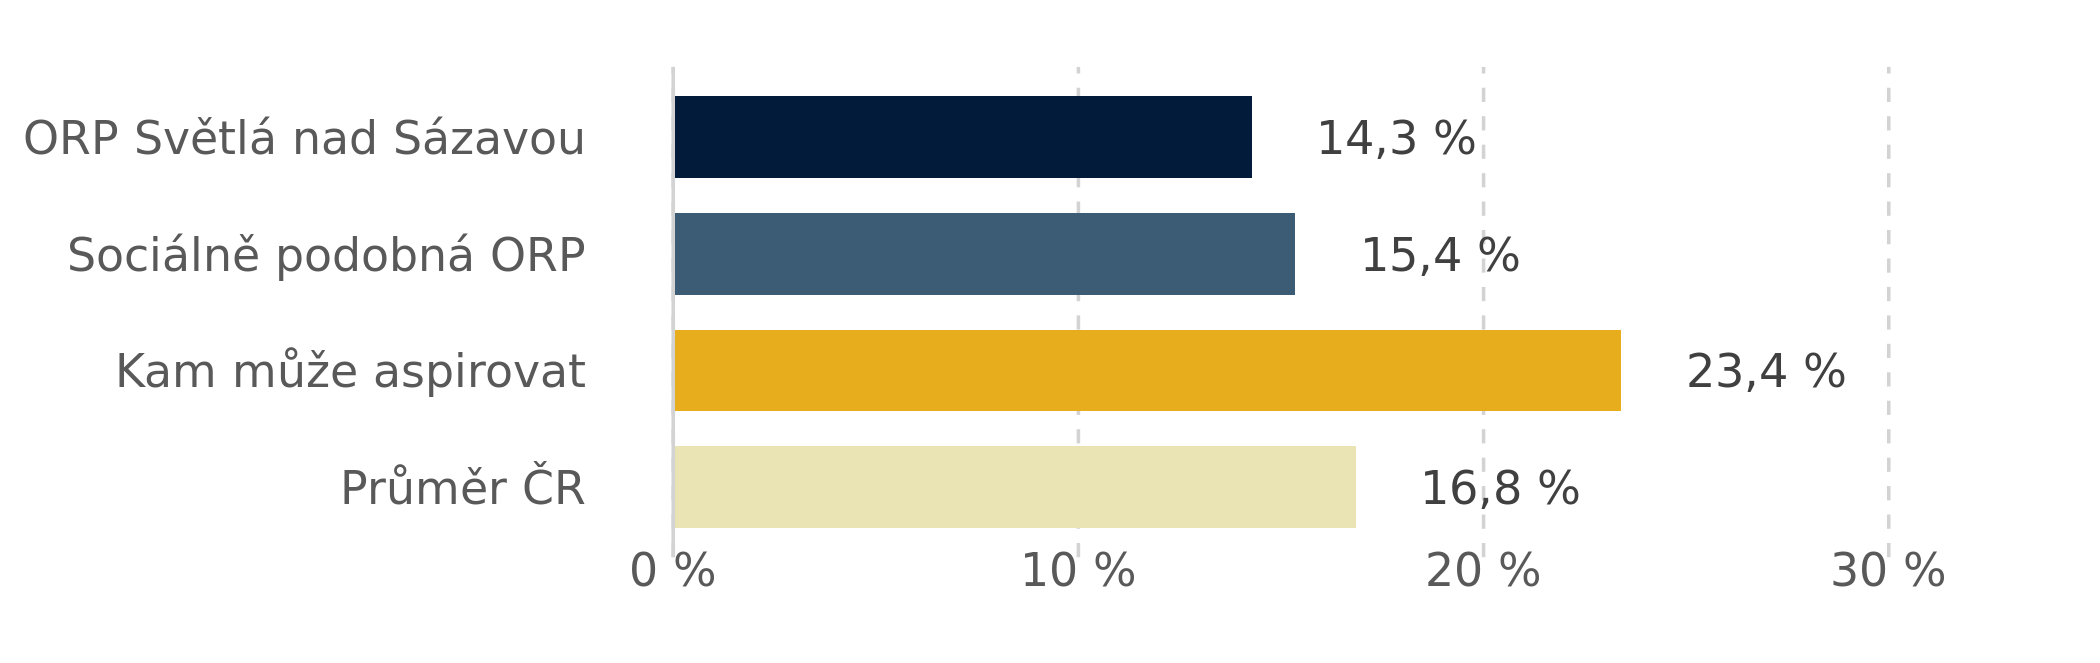 ORP Světlá nad Sázavou 14,3 %
Sociálně podobná ORP 15,4 %
Kam může aspirovat 23,4 %
Průměr ČR 16,8 %
0 % 10 % 20 % 30 %